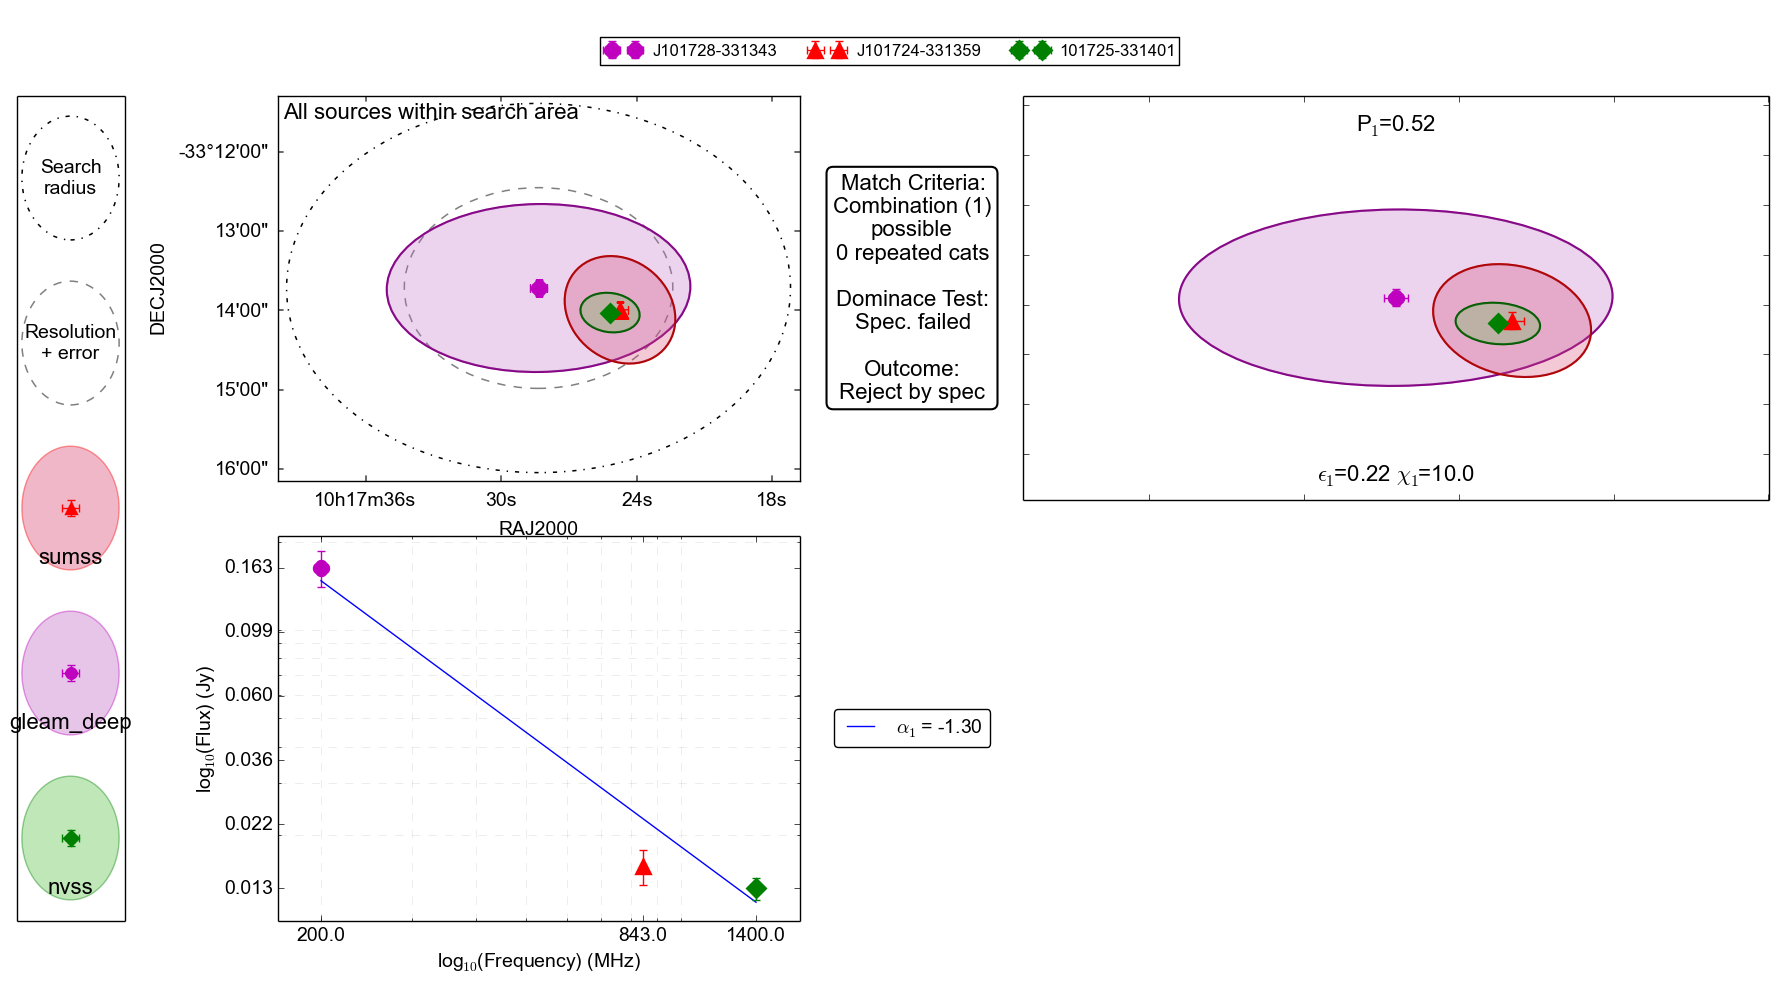 J101728-331343
J101724-331359
101725-331401
Search
radius
Resolution
+ error
sumss
gleam_deep
nvss
All sources within search area
DECJ2000
-33°12'00"
13'00"
14'00"
15'00"
16'00"
10h17m36s
30s
24s
18s
RAJ2000
Match Criteria:
Combination (1)
possible
0 repeated cats
Dominace Test:
Spec. failed
Outcome:
Reject by spec
P₁=0.52
ϵ₁=0.22 χ₁=10.0
log₁₀(Flux) (Jy)
0.163
0.099
0.060
0.036
0.022
0.013
200.0
843.0
1400.0
log₁₀(Frequency) (MHz)
α₁ = -1.30